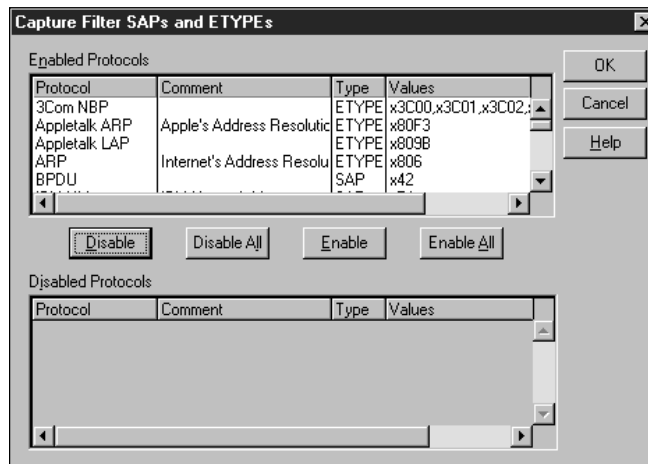 Capture Filter SAPs and ETYPEs
Enabled Protocols
OK
Protocol Comment Type Values
3Com NBP ETYPE x3C00,x3C01,x3C02,
Cancel
Appletalk ARP Apple's Address Resolutic ETYPE x80F3
Appletalk LAP ETYPE x809B
Help
ARP Internet's Address Resolu ETYPE x806
BPDU SAP x42
Disable Disable All Enable Enable All
Disabled Protocols
Protocol Comment Type Values